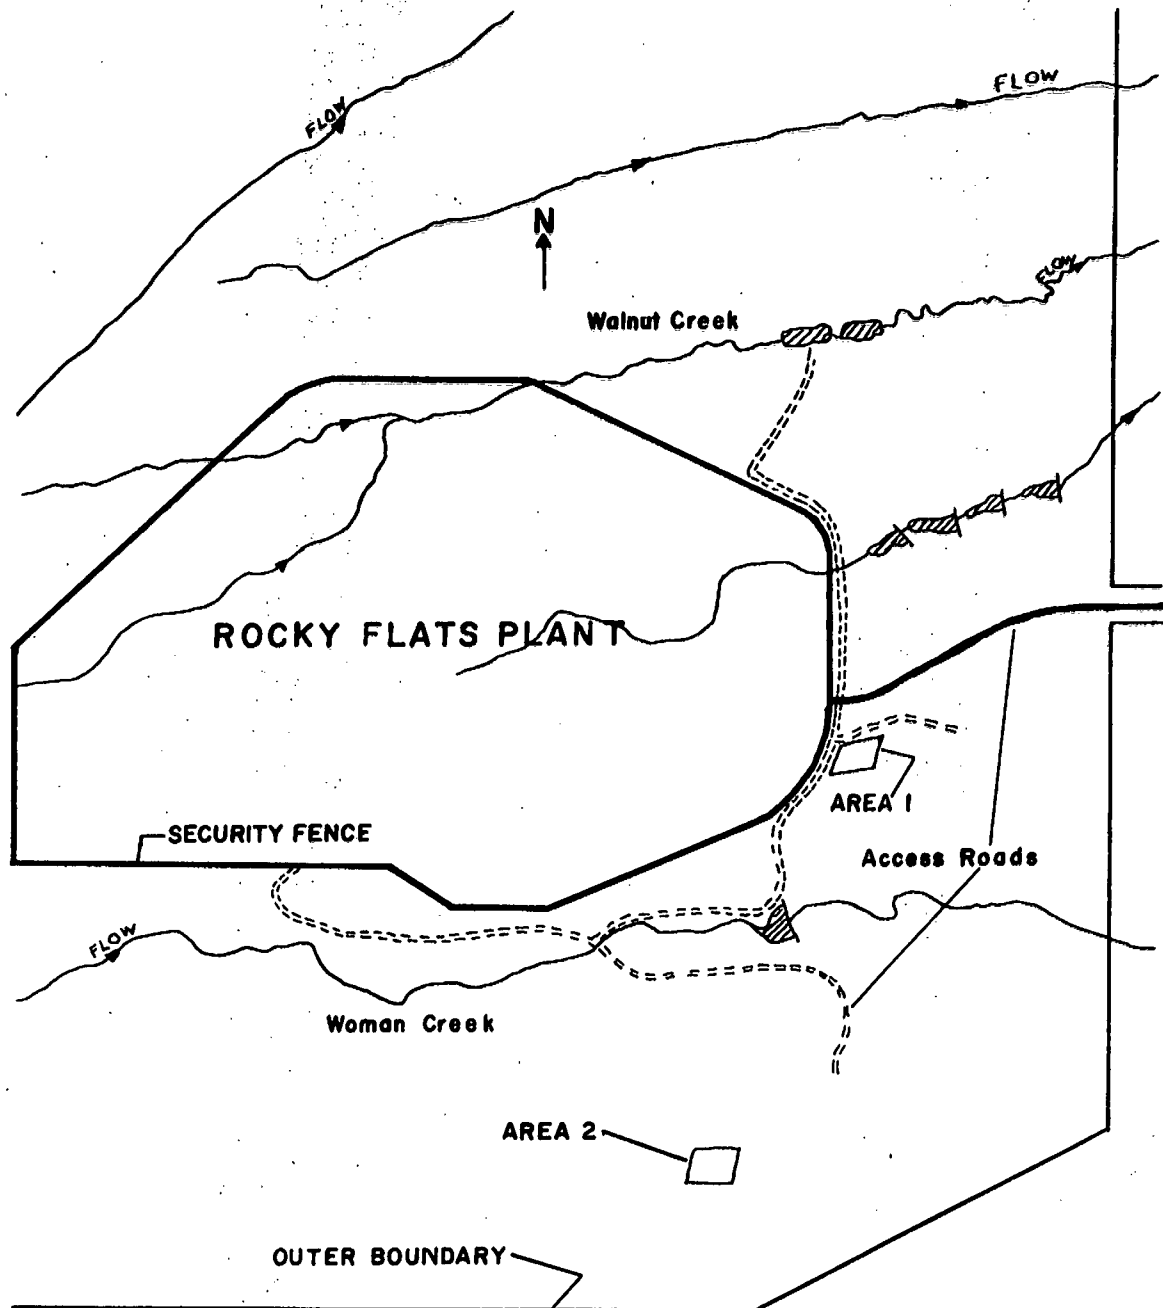 FLOW
FLOW
N
FLOW
Walnut Creek
ROCKY FLATS PLANT
AREA 1
SECURITY FENCE
Access Roads
FLOW
Woman Creek
AREA 2
OUTER BOUNDARY